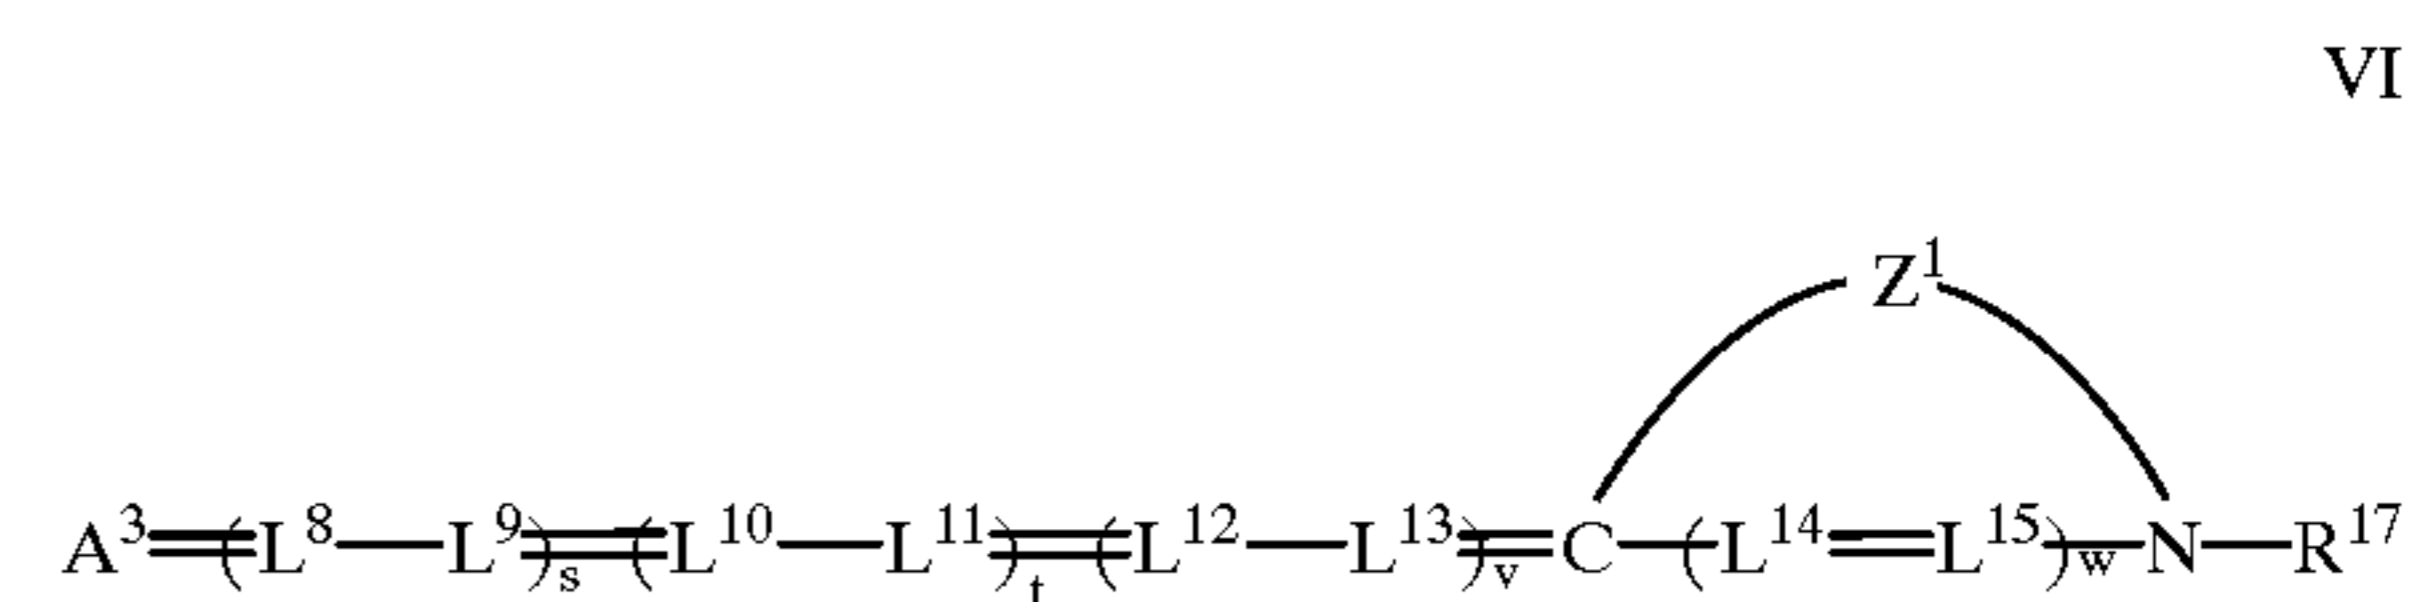 VI
Z¹
A³=(L⁸—L⁹)s=(L¹⁰—L¹¹)t=(L¹²—L¹³)v=C—(L¹⁴=L¹⁵)w—N—R¹⁷